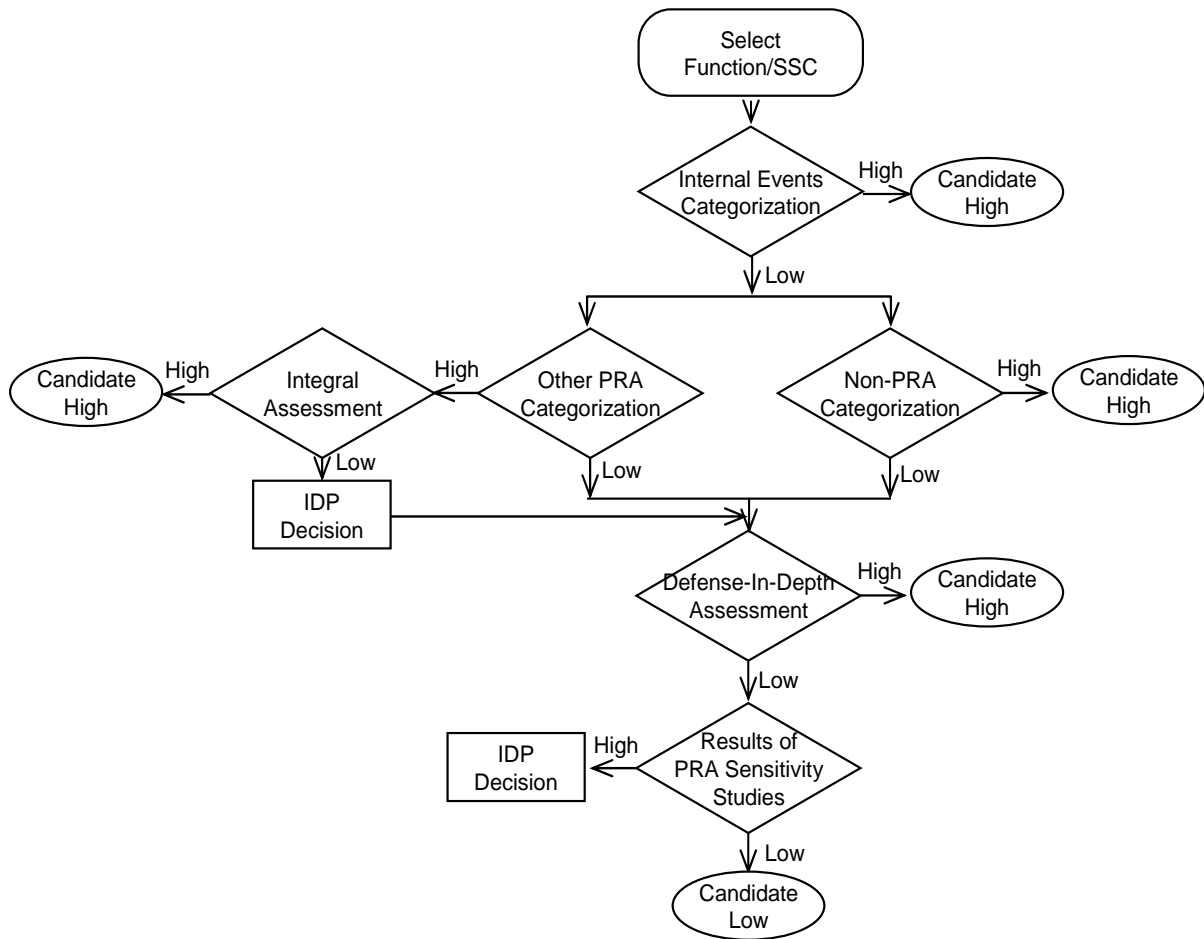 Select
Function/SSC
Internal Events
Categorization
High
Candidate
High
Low
Candidate
High
High
Integral
Assessment
High
Other PRA
Categorization
Non-PRA
Categorization
High
Candidate
High
Low
Low
Low
IDP
Decision
Defense-In-Depth
Assessment
High
Candidate
High
Low
IDP
Decision
High
Results of
PRA Sensitivity
Studies
Low
Candidate
Low